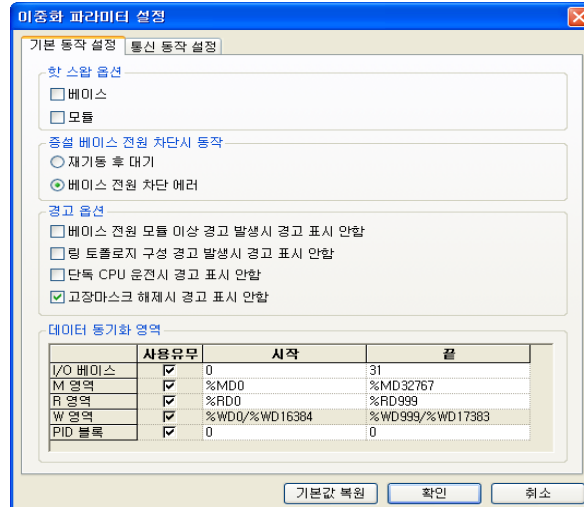 이중화 파라미터 설정
기본 동작 설정 통신 동작 설정
핫 스왑 옵션
베이스
모듈
증설 베이스 전원 차단시 동작
재기동 후 대기
베이스 전원 차단 에러
경고 옵션
베이스 전원 모듈 이상 경고 발생시 경고 표시 안함
링 토폴로지 구성 경고 발생시 경고 표시 안함
단독 CPU 운전시 경고 표시 안함
고장마스크 해제시 경고 표시 안함
데이터 동기화 영역
사용유무 시작 끝
I/O 베이스 0 31
M 영역 %MD0 %MD32767
R 영역 %RD0 %RD999
W 영역 %WD0/%WD16384 %WD999/%WD17383
PID 블록 0 0
기본값 복원 확인 취소